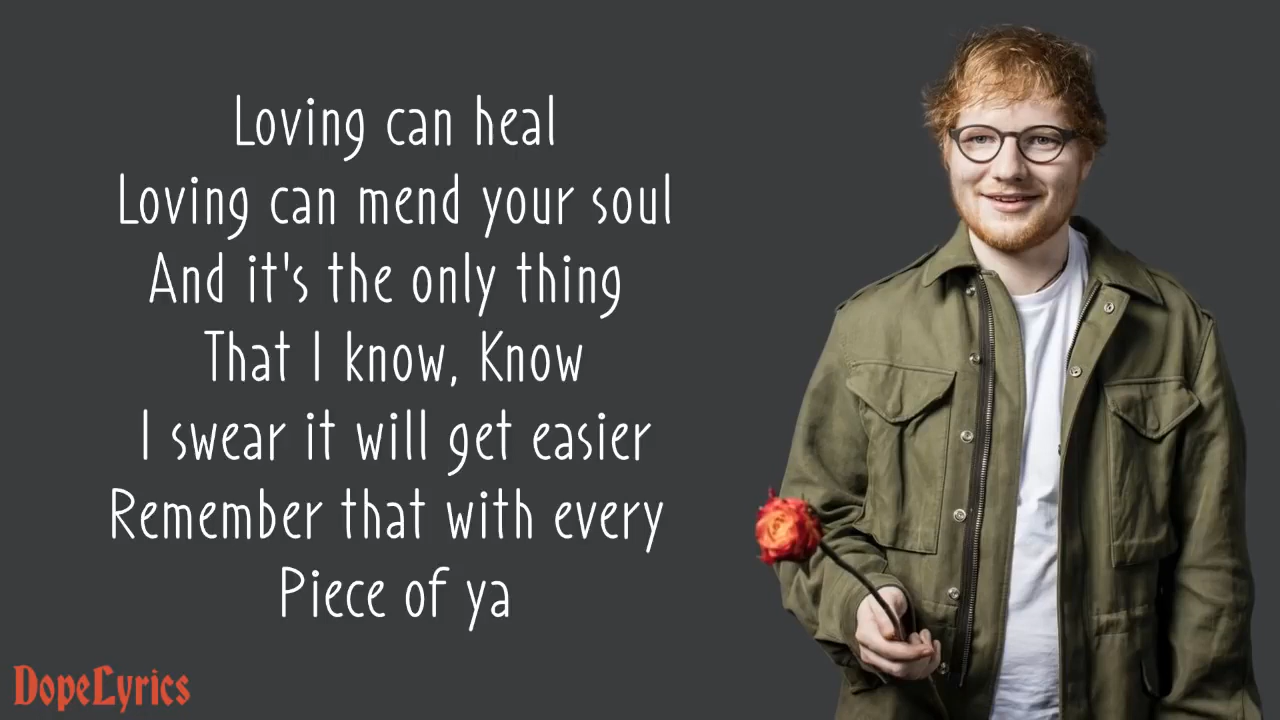 Loving can heal
Loving can mend your soul
And it's the only thing
That I know, Know
I swear it will get easier
Remember that with every
Piece of ya
DopeLyrics